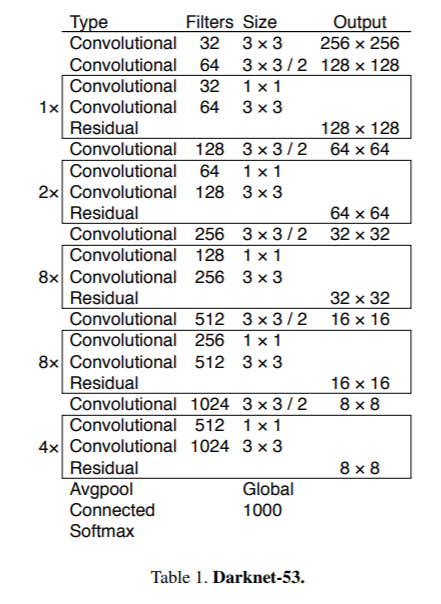 Type Filters Size Output
Convolutional 32 3 × 3 256 × 256
Convolutional 64 3 × 3 / 2 128 × 128
Convolutional 32 1 × 1
1× Convolutional 64 3 × 3
Residual 128 × 128
Convolutional 128 3 × 3 / 2 64 × 64
Convolutional 64 1 × 1
2× Convolutional 128 3 × 3
Residual 64 × 64
Convolutional 256 3 × 3 / 2 32 × 32
Convolutional 128 1 × 1
8× Convolutional 256 3 × 3
Residual 32 × 32
Convolutional 512 3 × 3 / 2 16 × 16
Convolutional 256 1 × 1
8× Convolutional 512 3 × 3
Residual 16 × 16
Convolutional 1024 3 × 3 / 2 8 × 8
Convolutional 512 1 × 1
4× Convolutional 1024 3 × 3
Residual 8 × 8
Avgpool Global
Connected 1000
Softmax
Table 1. Darknet-53.